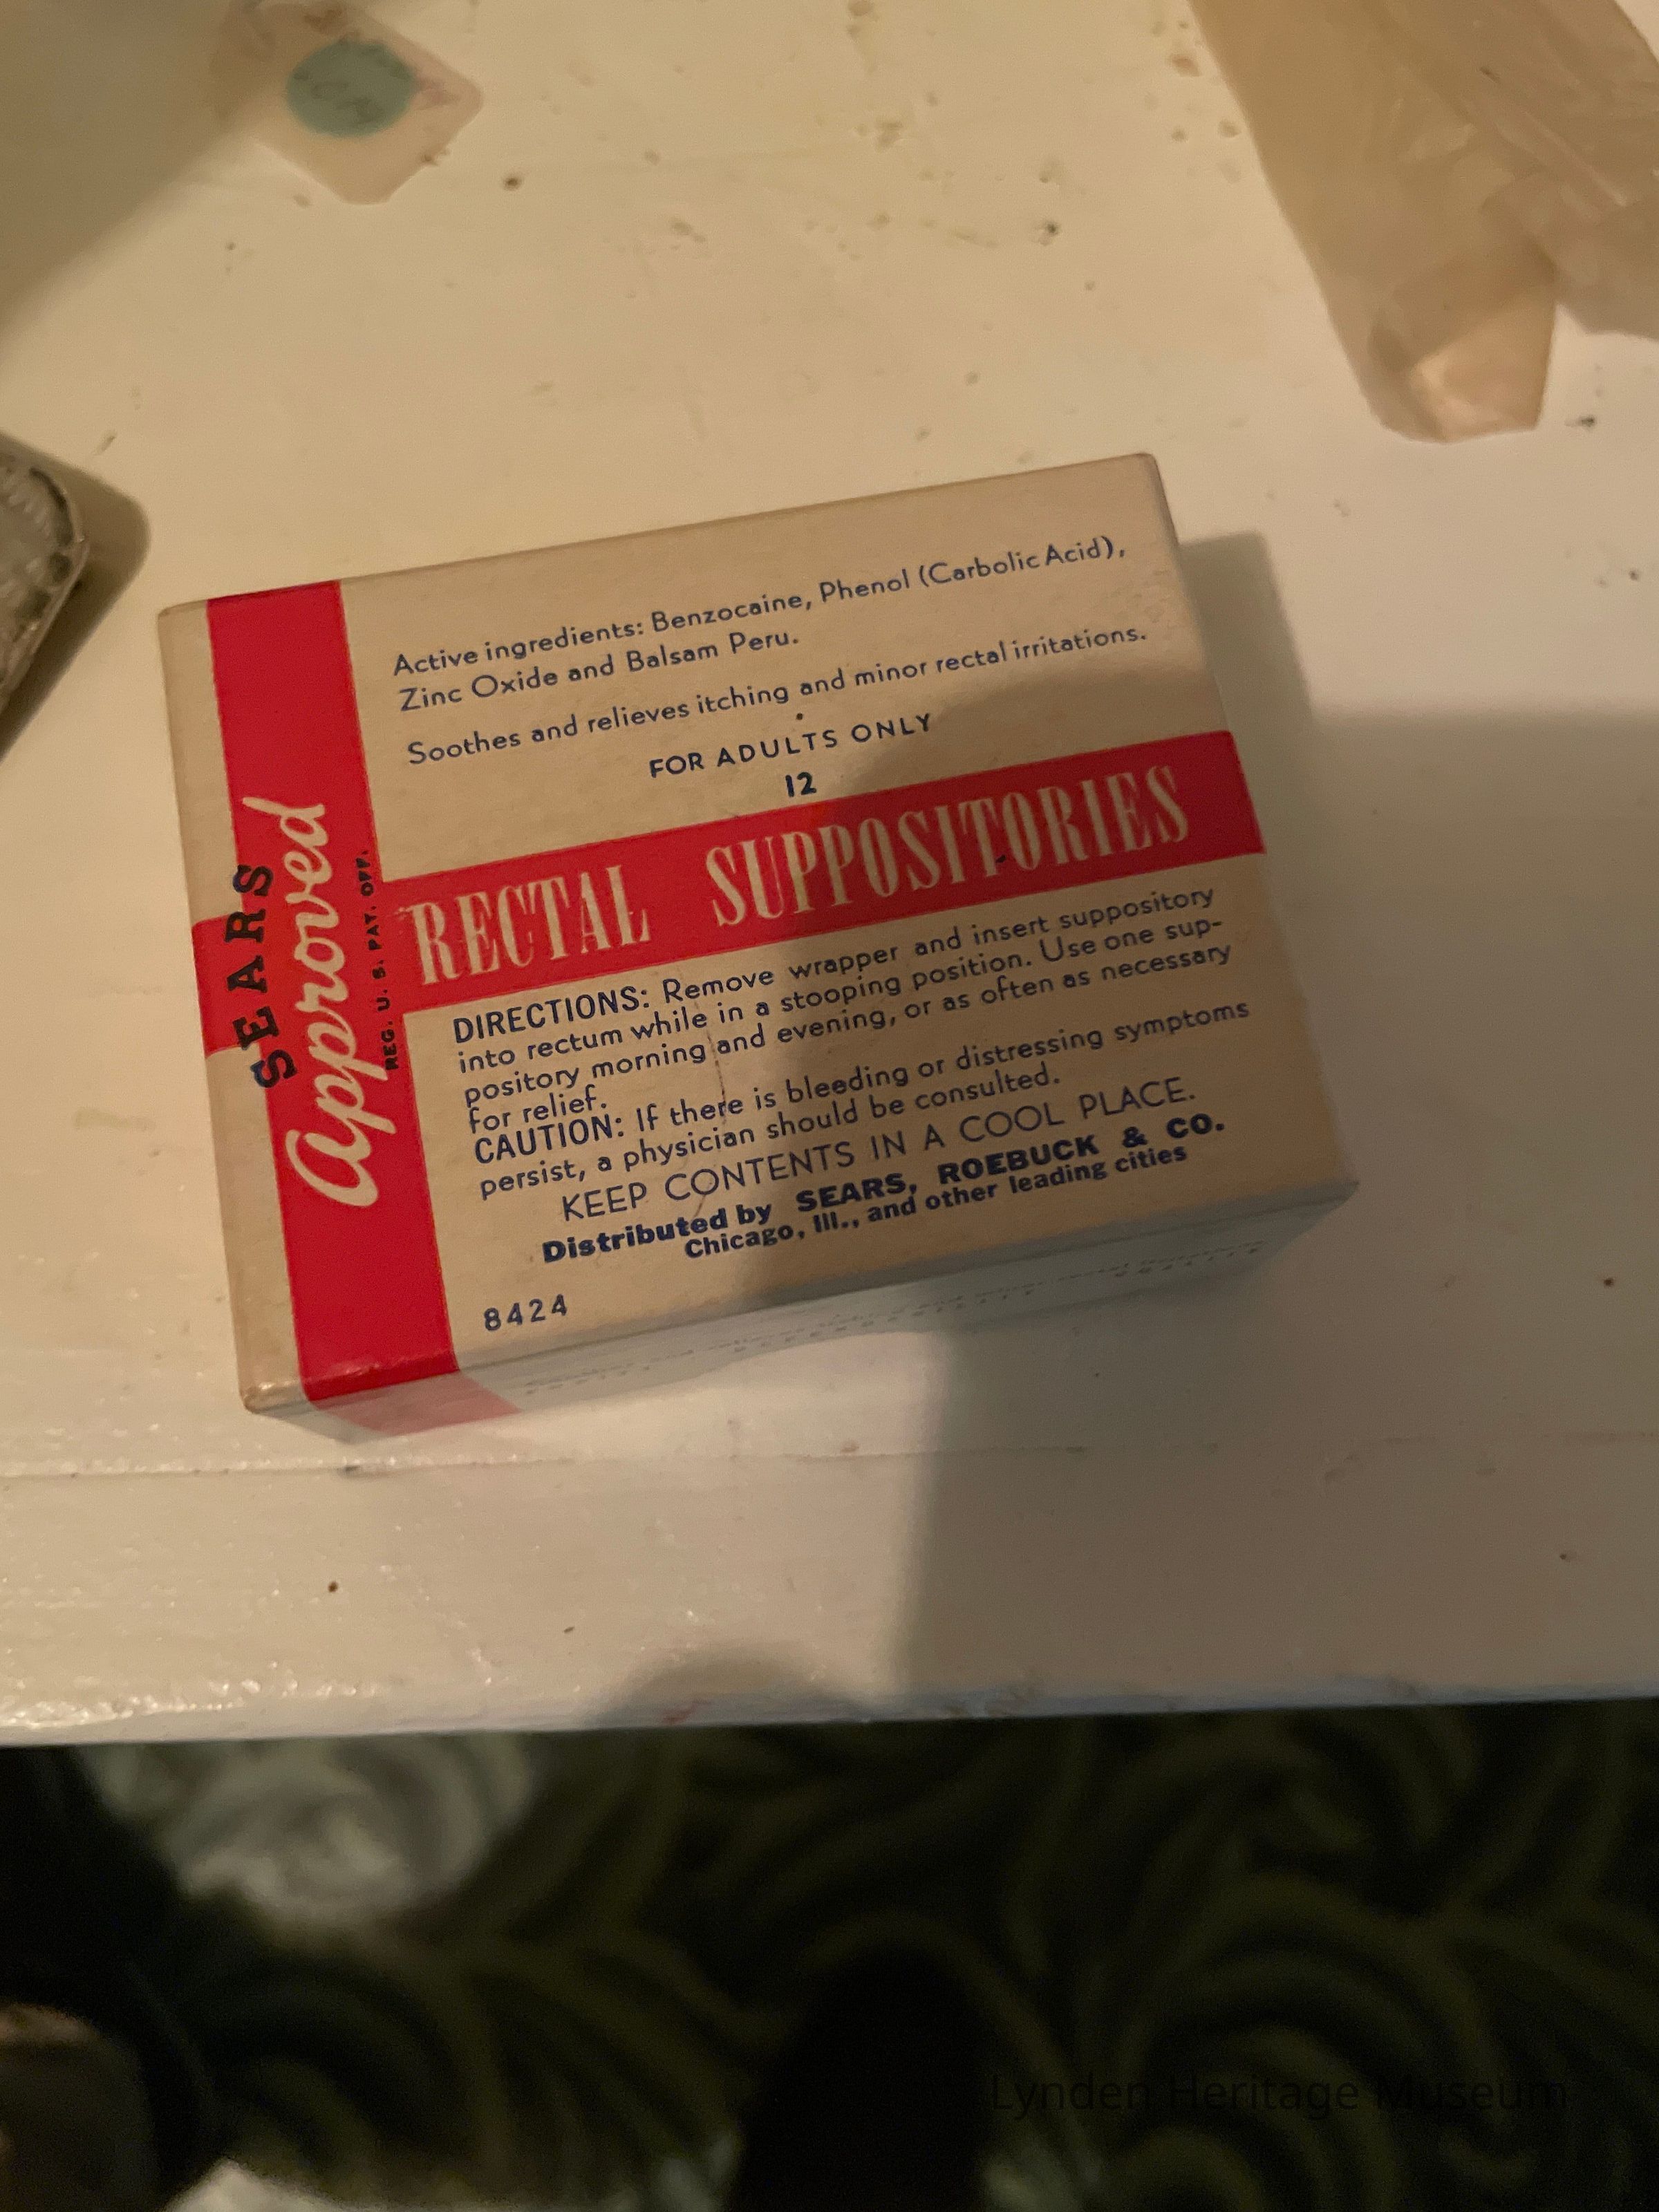 SEARS
Approved
REG. U. S. PAT. OFF.
Active ingredients: Benzocaine, Phenol (Carbolic Acid),
Zinc Oxide and Balsam Peru.
Soothes and relieves itching and minor rectal irritations.
FOR ADULTS ONLY
12
RECTAL SUPPOSITORIES
DIRECTIONS: Remove wrapper and insert suppository
into rectum while in a stooping position. Use one sup-
pository morning and evening, or as often as necessary
for relief.
CAUTION: If there is bleeding or distressing symptoms
persist, a physician should be consulted.
KEEP CONTENTS IN A COOL PLACE.
Distributed by SEARS, ROEBUCK & CO.
Chicago, Ill., and other leading cities
8424
Lynden Heritage Museum